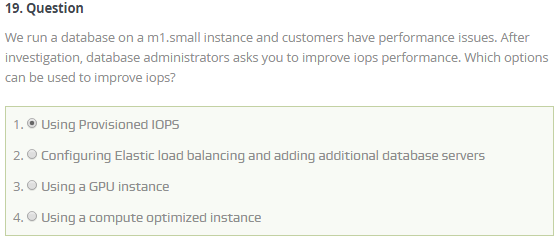 19. Question
We run a database on a m1.small instance and customers have performance issues. After
investigation, database administrators asks you to improve iops performance. Which options
can be used to improve iops?
1. Using Provisioned IOPS
2. Configuring Elastic load balancing and adding additional database servers
3. Using a GPU instance
4. Using a compute optimized instance